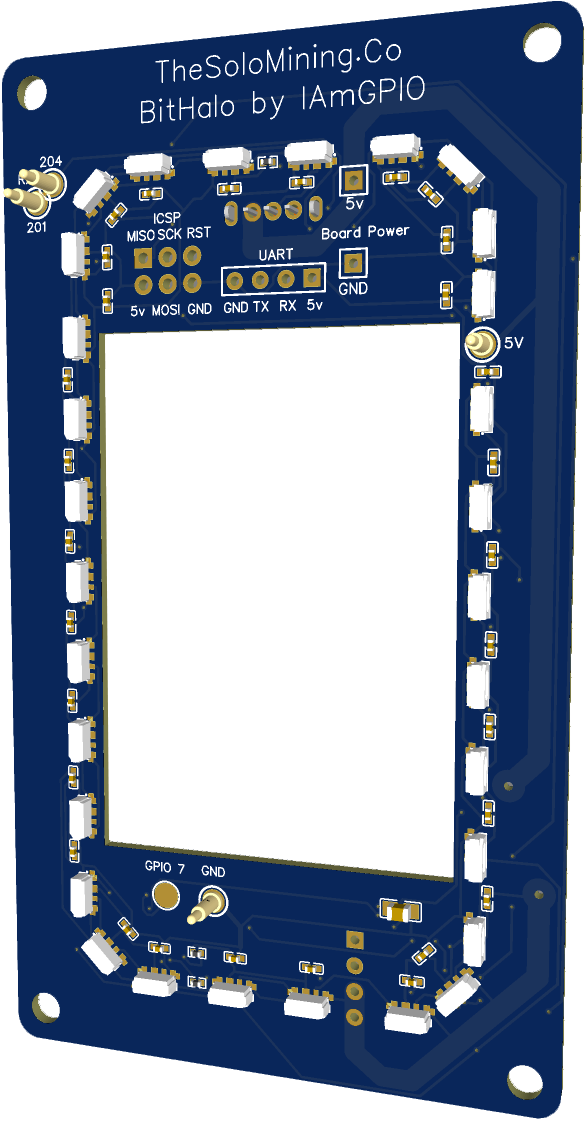 TheSoloMining.Co
BitHalo by IAmGPIO
204
201
5v
ICSP
MISO SCK RST
5v MOSI GND
UART
GND TX RX 5v
Board Power
GND
5V
GPIO 7 GND